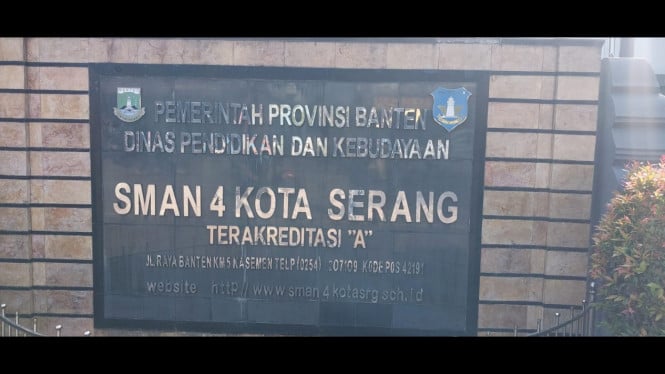 PEMERINTAH PROVINSI BANTEN
DINAS PENDIDIKAN DAN KEBUDAYAAN
SMAN 4 KOTA SERANG
TERAKREDITASI "A"
RAYA BANTEN KM 5 KASEMEN TELP (0254) KODE POS 42191
website http://www.sman4kotasrg.sch.id